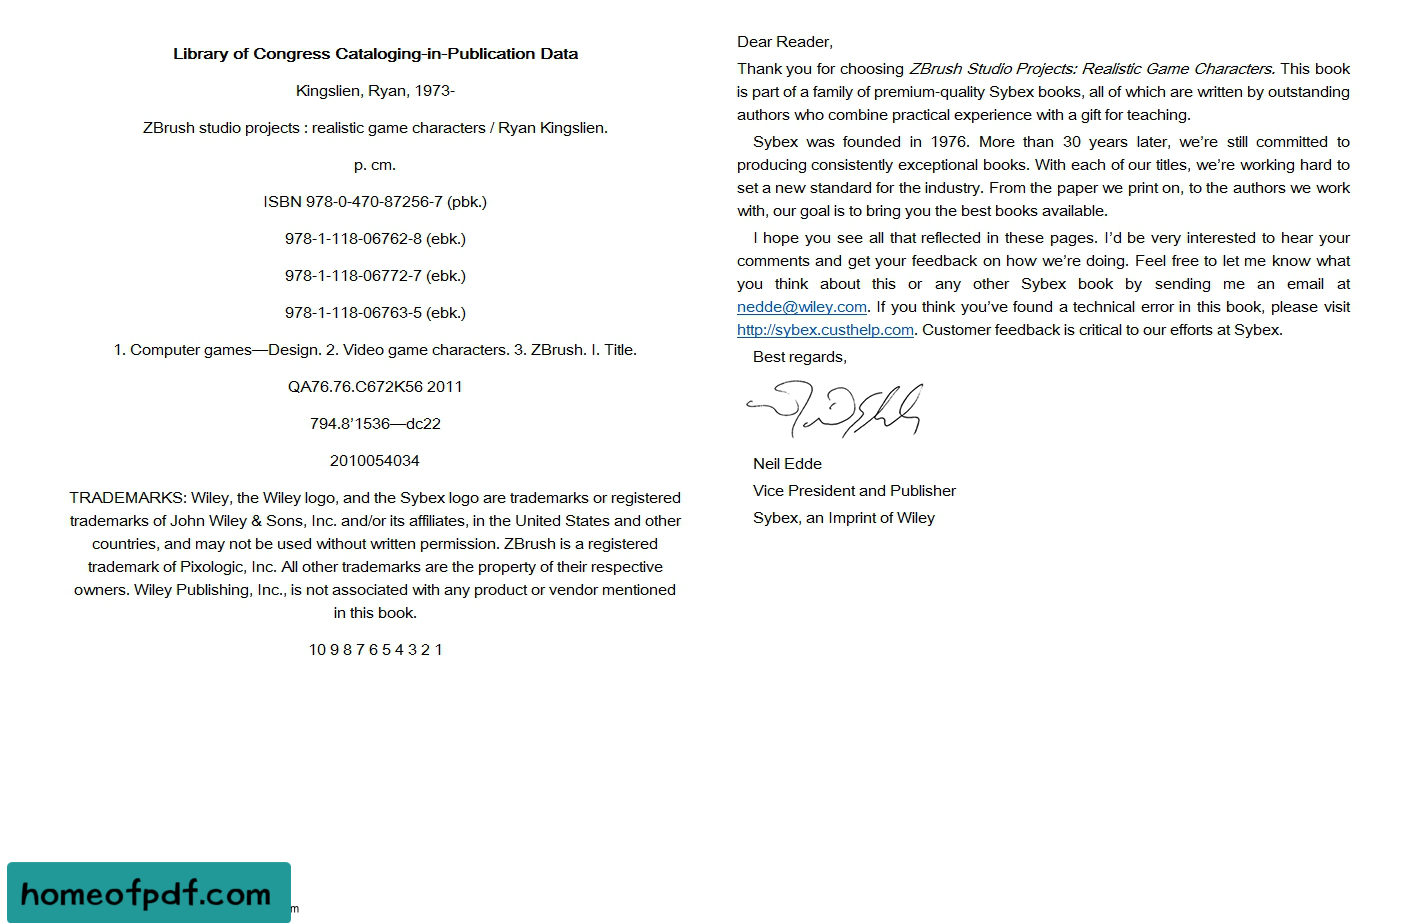 Library of Congress Cataloging-in-Publication Data
Kingslien, Ryan, 1973-
ZBrush studio projects : realistic game characters / Ryan Kingslien.
p. cm.
ISBN 978-0-470-87256-7 (pbk.)
978-1-118-06762-8 (ebk.)
978-1-118-06772-7 (ebk.)
978-1-118-06763-5 (ebk.)
1. Computer games—Design. 2. Video game characters. 3. ZBrush. I. Title.
QA76.76.C672K56 2011
794.8’1536—dc22
2010054034
TRADEMARKS: Wiley, the Wiley logo, and the Sybex logo are trademarks or registered
trademarks of John Wiley & Sons, Inc. and/or its affiliates, in the United States and other
countries, and may not be used without written permission. ZBrush is a registered
trademark of Pixologic, Inc. All other trademarks are the property of their respective
owners. Wiley Publishing, Inc., is not associated with any product or vendor mentioned
in this book.
10 9 8 7 6 5 4 3 2 1
Dear Reader,
Thank you for choosing ZBrush Studio Projects: Realistic Game Characters. This book
is part of a family of premium-quality Sybex books, all of which are written by outstanding
authors who combine practical experience with a gift for teaching.
Sybex was founded in 1976. More than 30 years later, we’re still committed to
producing consistently exceptional books. With each of our titles, we’re working hard to
set a new standard for the industry. From the paper we print on, to the authors we work
with, our goal is to bring you the best books available.
I hope you see all that reflected in these pages. I’d be very interested to hear your
comments and get your feedback on how we’re doing. Feel free to let me know what
you think about this or any other Sybex book by sending me an email at
nedde@wiley.com. If you think you’ve found a technical error in this book, please visit
http://sybex.custhelp.com. Customer feedback is critical to our efforts at Sybex.
Best regards,
Neil Edde
Vice President and Publisher
Sybex, an Imprint of Wiley
homeofpdf.com
m